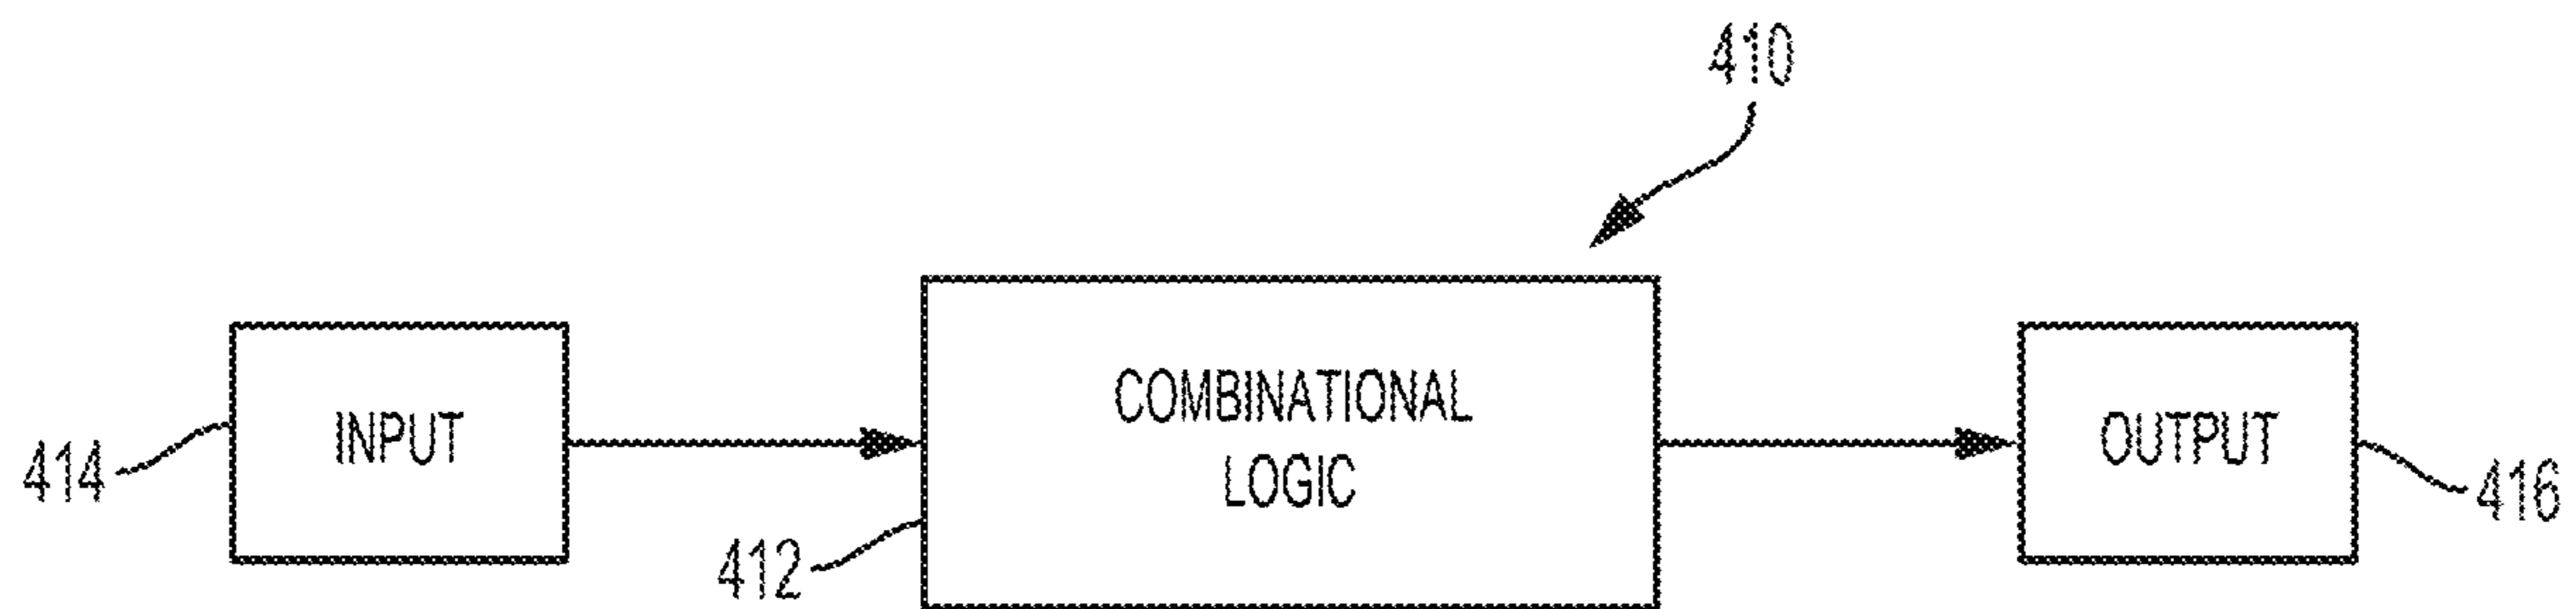 410
INPUT
COMBINATIONAL
LOGIC
OUTPUT
414
412
416